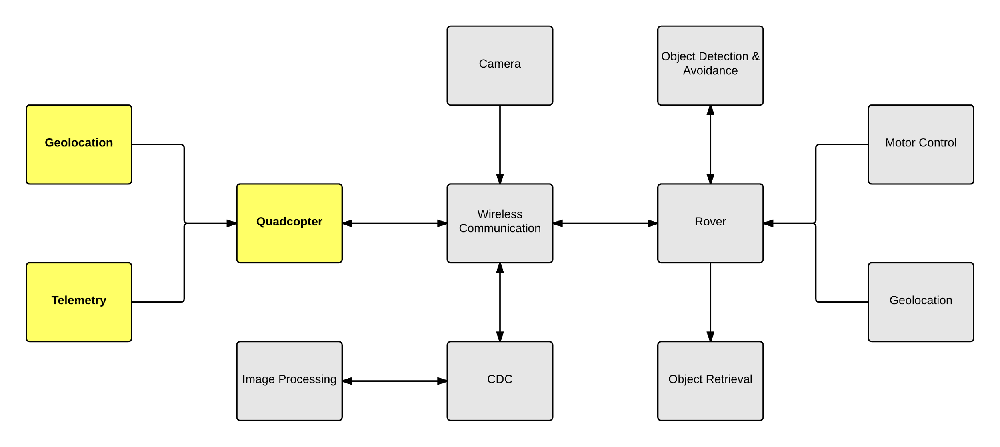 Camera
Object Detection &
Avoidance
Geolocation
Motor Control
Quadcopter
Wireless
Communication
Rover
Telemetry
Geolocation
Image Processing
CDC
Object Retrieval